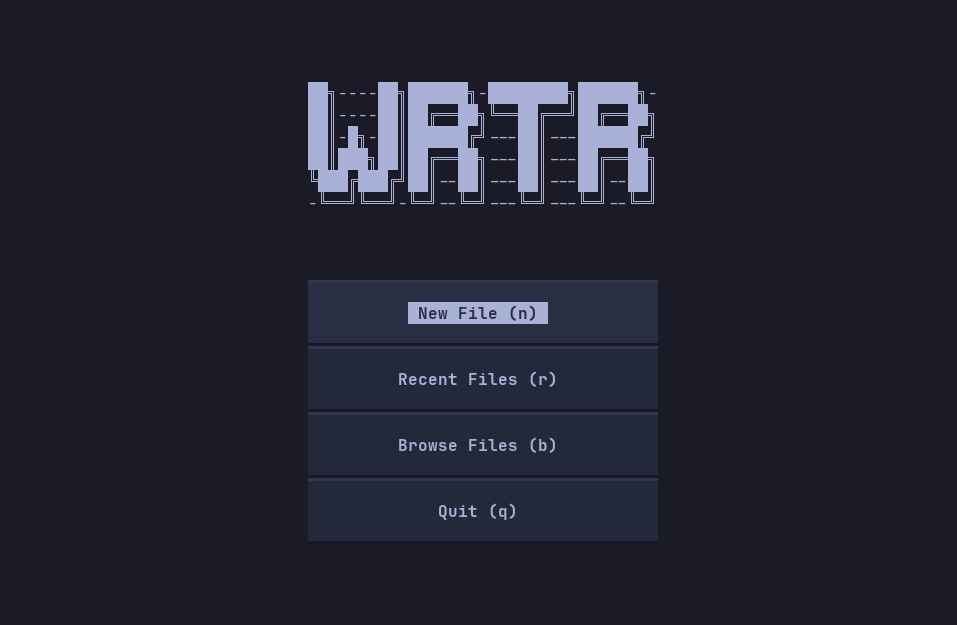 WRTR
New File (n)
Recent Files (r)
Browse Files (b)
Quit (q)